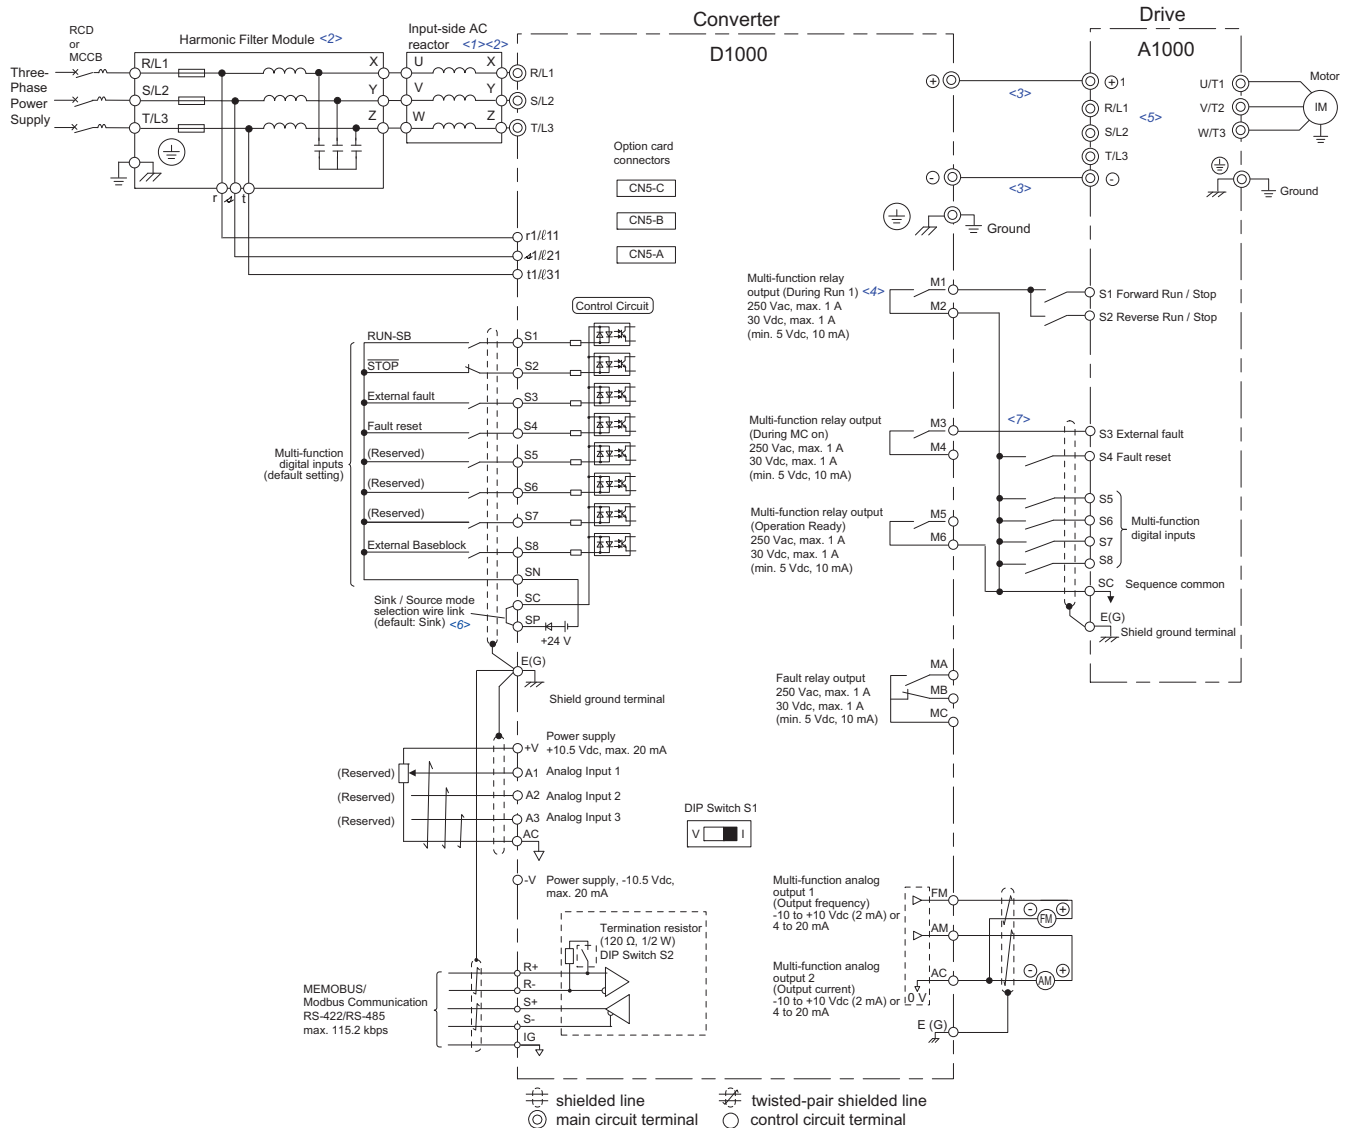 Converter
Drive
RCD
or
MCCB
Harmonic Filter Module <2>
Input-side AC
reactor <1><2>
D1000
A1000
Three-
Phase
Power
Supply
R/L1
S/L2
T/L3
X
Y
Z
U
V
W
X
Y
Z
R/L1
S/L2
T/L3
r
t
r1/ℓ11
1/ℓ21
t1/ℓ31
Option card
connectors
CN5-C
CN5-B
CN5-A
+
-
<3>
<3>
+1
R/L1
S/L2
T/L3
-
<5>
U/T1
V/T2
W/T3
Motor
IM
Ground
Ground
Control Circuit
Multi-function
digital inputs
(default setting)
RUN-SB
S1
STOP
S2
External fault
S3
Fault reset
S4
(Reserved)
S5
(Reserved)
S6
(Reserved)
S7
External Baseblock
S8
SN
SC
SP
+24 V
Sink / Source mode
selection wire link
(default: Sink) <6>
E(G)
Shield ground terminal
Multi-function relay
output (During Run 1) <4>
250 Vac, max. 1 A
30 Vdc, max. 1 A
(min. 5 Vdc, 10 mA)
M1
M2
S1 Forward Run / Stop
S2 Reverse Run / Stop
Multi-function relay output
(During MC on)
250 Vac, max. 1 A
30 Vdc, max. 1 A
(min. 5 Vdc, 10 mA)
M3
M4
<7>
S3 External fault
S4 Fault reset
Multi-function relay output
(Operation Ready)
250 Vac, max. 1 A
30 Vdc, max. 1 A
(min. 5 Vdc, 10 mA)
M5
M6
S5
S6
S7
S8
Multi-function
digital inputs
SC Sequence common
E(G)
Shield ground terminal
Fault relay output
250 Vac, max. 1 A
30 Vdc, max. 1 A
(min. 5 Vdc, 10 mA)
MA
MB
MC
+V
Power supply
+10.5 Vdc, max. 20 mA
(Reserved)
A1 Analog Input 1
(Reserved)
A2 Analog Input 2
(Reserved)
A3 Analog Input 3
AC
-V Power supply, -10.5 Vdc,
max. 20 mA
DIP Switch S1
V I
Termination resistor
(120 Ω, 1/2 W)
DIP Switch S2
MEMOBUS/
Modbus Communication
RS-422/RS-485
max. 115.2 kbps
R+
R-
S+
S-
IG
Multi-function analog
output 1
(Output frequency)
-10 to +10 Vdc (2 mA) or
4 to 20 mA
Multi-function analog
output 2
(Output current)
-10 to +10 Vdc (2 mA) or
4 to 20 mA
FM
AM
AC
0 V
E (G)
- +
FM
- +
AM
shielded line
twisted-pair shielded line
main circuit terminal
control circuit terminal